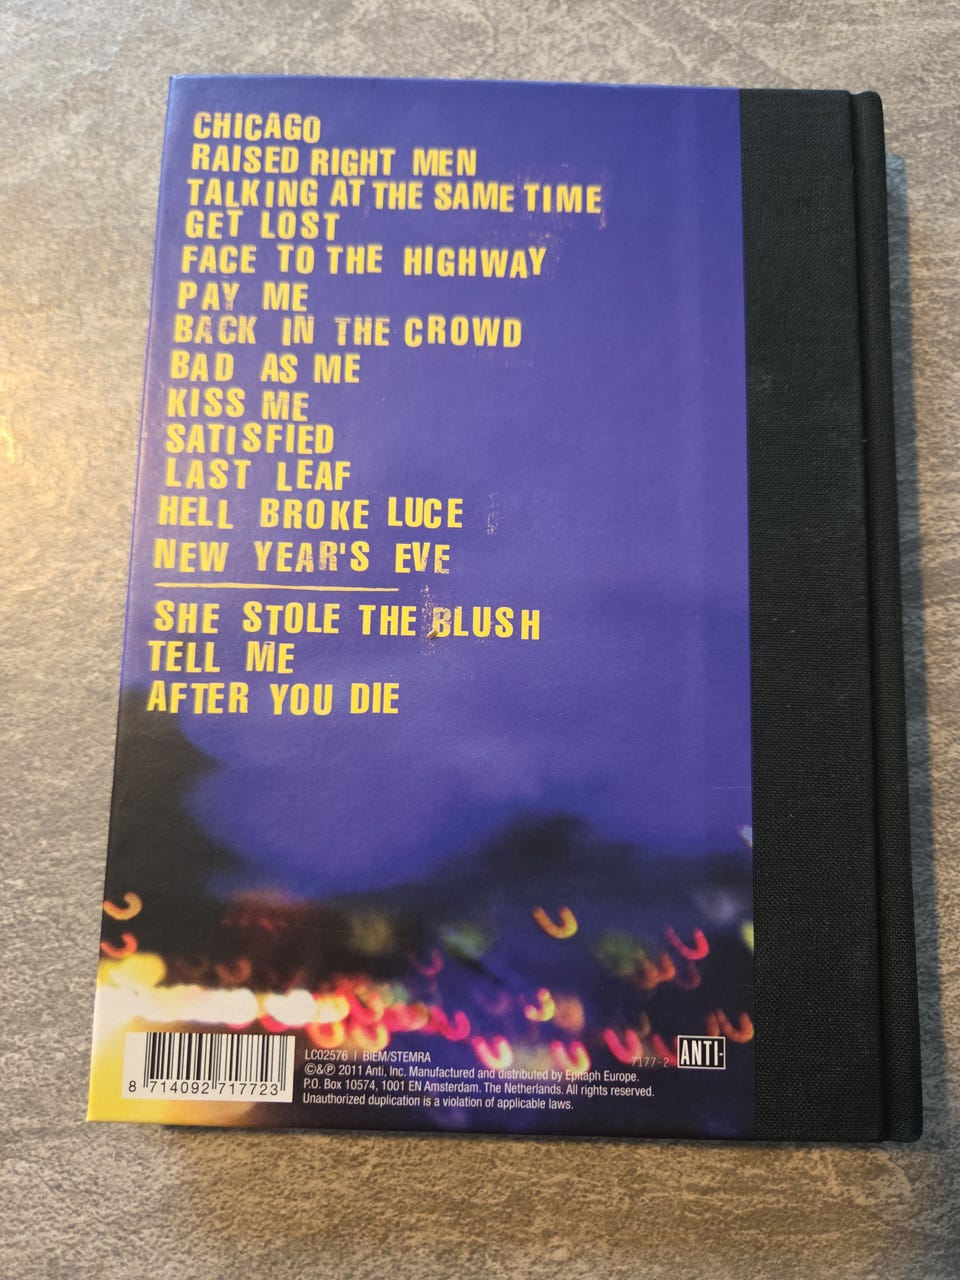 CHICAGO
RAISED RIGHT MEN
TALKING AT THE SAME TIME
GET LOST
FACE TO THE HIGHWAY
PAY ME
BACK IN THE CROWD
BAD AS ME
KISS ME
SATISFIED
LAST LEAF
HELL BROKE LUCE
NEW YEAR'S EVE
SHE STOLE THE BLUSH
TELL ME
AFTER YOU DIE
8 714092 717723
LC02576 | BIEM/STEMRA
©&℗ 2011 Anti, Inc. Manufactured and distributed by Epitaph Europe.
P.O. Box 10574, 1001 EN Amsterdam. The Netherlands. All rights reserved.
Unauthorized duplication is a violation of applicable laws.
7177-2
ANTI-